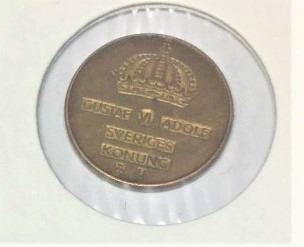 GUSTAF VI ADOLF
SVERIGES
KONUNG